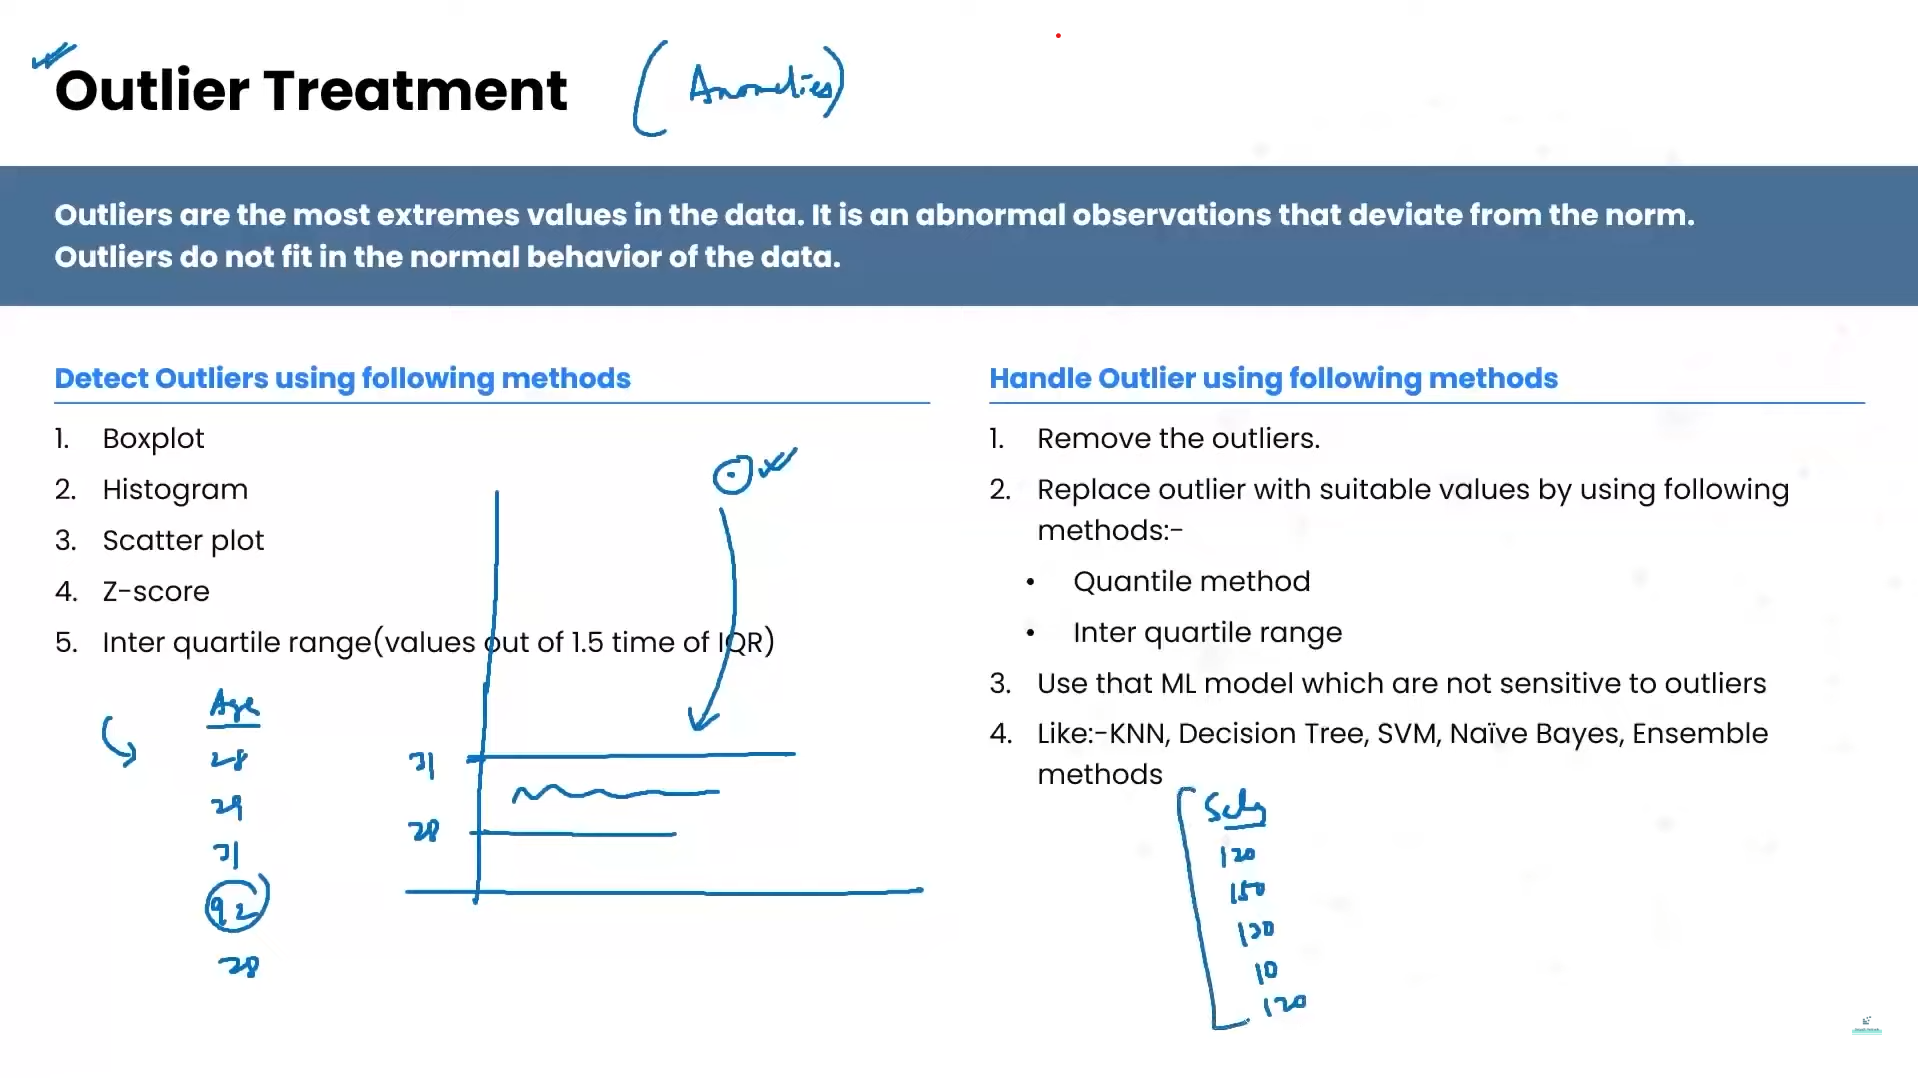 Outlier Treatment
(Anomalies)
Outliers are the most extremes values in the data. It is an abnormal observations that deviate from the norm.
Outliers do not fit in the normal behavior of the data.
Detect Outliers using following methods
1. Boxplot
2. Histogram
3. Scatter plot
4. Z-score
5. Inter quartile range(values out of 1.5 time of IQR)
Age
28
29
31
92
28
31
28
Handle Outlier using following methods
1. Remove the outliers.
2. Replace outlier with suitable values by using following
methods:-
• Quantile method
• Inter quartile range
3. Use that ML model which are not sensitive to outliers
4. Like:-KNN, Decision Tree, SVM, Naïve Bayes, Ensemble
methods
120
150
10
120